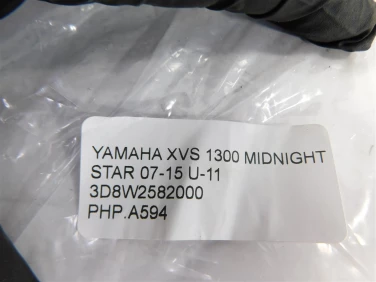 YAMAHA XVS 1300 MIDNIGHT
STAR 07-15 U-11
3D8W2582000
PHP.A594